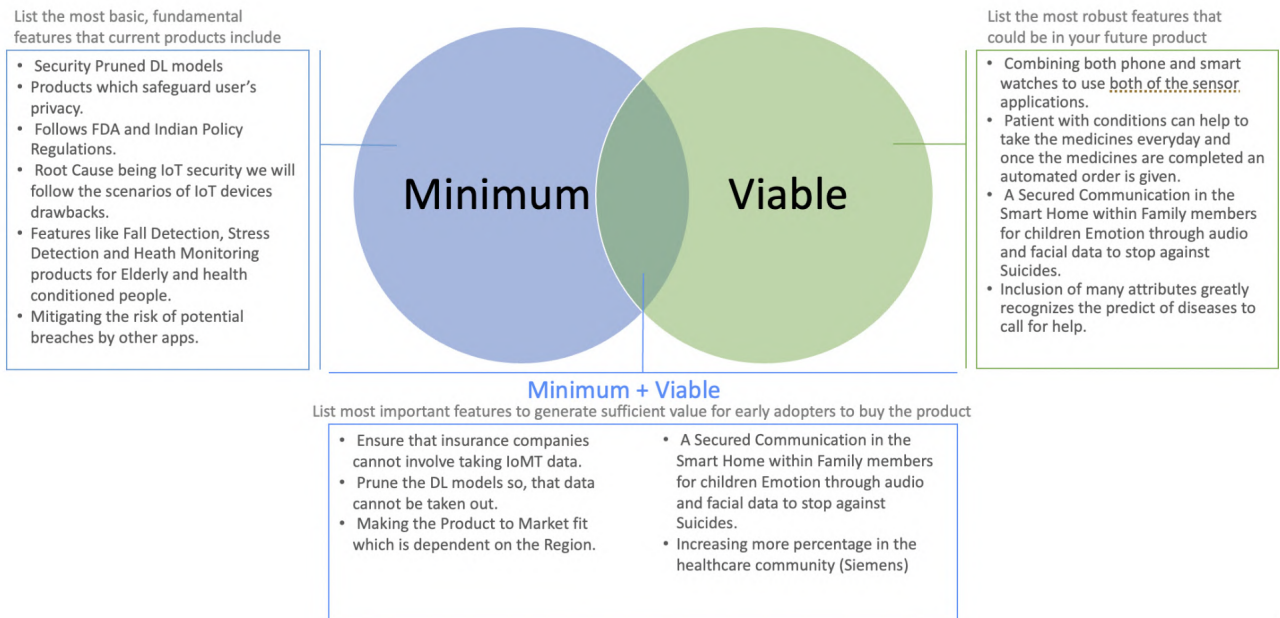 List the most basic, fundamental
features that current products include
• Security Pruned DL models
• Products which safeguard user's
privacy.
• Follows FDA and Indian Policy
Regulations.
• Root Cause being IoT security we will
follow the scenarios of IoT devices
drawbacks.
• Features like Fall Detection, Stress
Detection and Heath Monitoring
products for Elderly and health
conditioned people.
• Mitigating the risk of potential
breaches by other apps.
Minimum
Viable
List the most robust features that
could be in your future product
• Combining both phone and smart
watches to use both of the sensor
applications.
• Patient with conditions can help to
take the medicines everyday and
once the medicines are completed an
automated order is given.
• A Secured Communication in the
Smart Home within Family members
for children Emotion through audio
and facial data to stop against
Suicides.
• Inclusion of many attributes greatly
recognizes the predict of diseases to
call for help.
Minimum + Viable
List most important features to generate sufficient value for early adopters to buy the product
• Ensure that insurance companies
cannot involve taking IoMT data.
• Prune the DL models so, that data
cannot be taken out.
• Making the Product to Market fit
which is dependent on the Region.
• A Secured Communication in the
Smart Home within Family members
for children Emotion through audio
and facial data to stop against
Suicides.
• Increasing more percentage in the
healthcare community (Siemens)